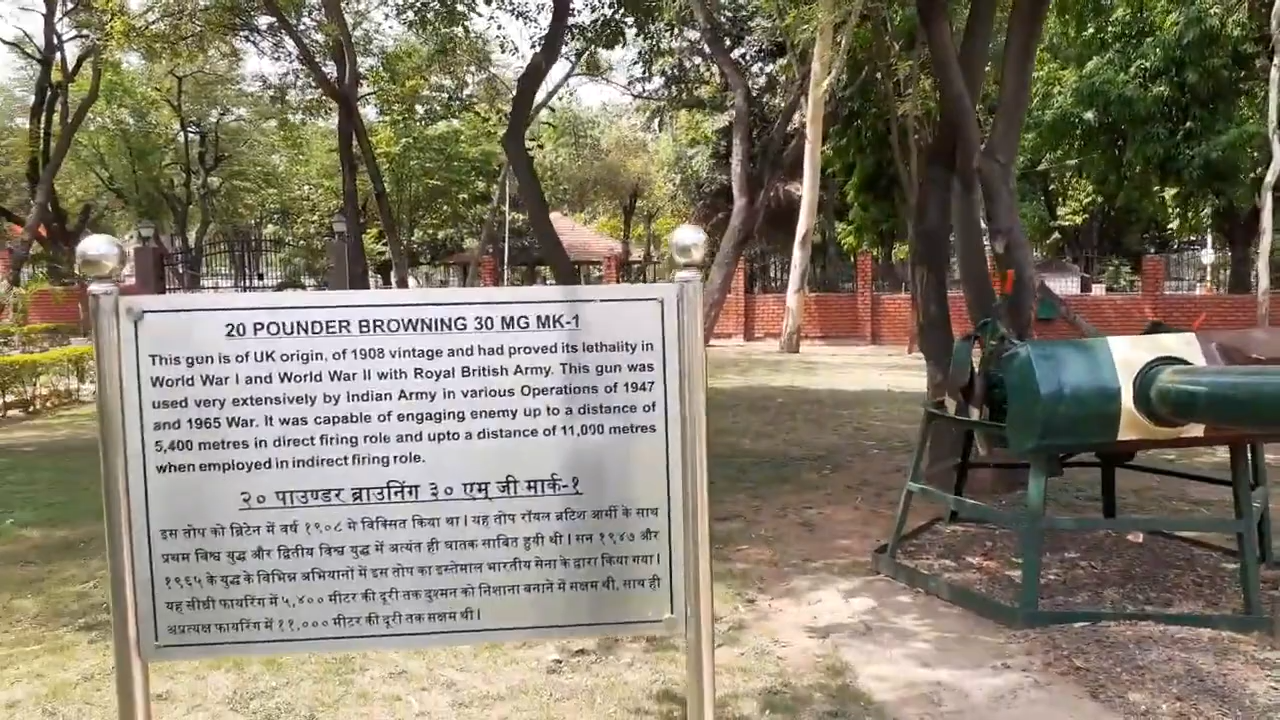 20 POUNDER BROWNING 30 MG MK-1
This gun is of UK origin, of 1908 vintage and had proved its lethality in
World War I and World War II with Royal British Army. This gun was
used very extensively by Indian Army in various Operations of 1947
and 1965 War. It was capable of engaging enemy up to a distance of
5,400 metres in direct firing role and upto a distance of 11,090 metres
when employed in indirect firing role.
२० पाउण्डर ब्राउनिंग ३० एम् जी मार्क-१
इस तोप को ब्रिटेन में वर्ष १९०८ मे विक्सित किया था। यह तोप रॉयल ब्रटिश आर्मी के साथ
प्रथम विश्व युद्ध और द्वितीय विश्व युद्ध में अत्यंत ही घातक साबित हुयी थी। सन १९४७ और
१९६५ के युद्ध के विभिन्न अभियानों में इस तोप का इस्तेमाल भारतीय सेना के द्वारा किया गया।
यह सीधी फायरिंग में ५,४०० मीटर की दूरी तक दुश्मन को निशाना बनाने में सक्षम थी, साथ ही
अप्रत्यक्ष फायरिंग में ११,००० मीटर की दूरी तक सक्षम थी।